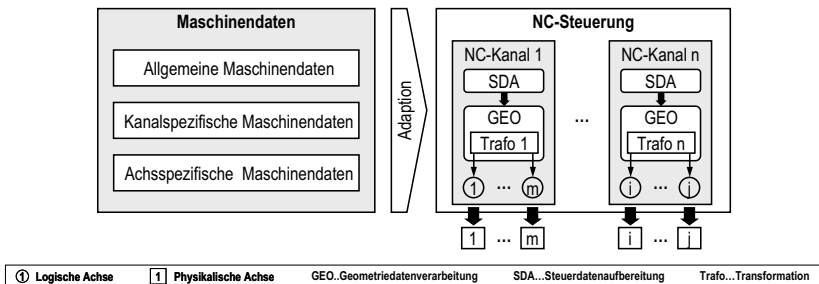 Maschinendaten
Allgemeine Maschinendaten
Kanalspezifische Maschinendaten
Achsspezifische Maschinendaten
Adaption
NC-Steuerung
NC-Kanal 1
SDA
GEO
Trafo 1
1 ... m
1 ... m
...
NC-Kanal n
SDA
GEO
Trafo n
i ... j
i ... j
1 Logische Achse 1 Physikalische Achse GEO..Geometriedatenverarbeitung SDA...Steuerdatenaufbereitung Trafo...Transformation